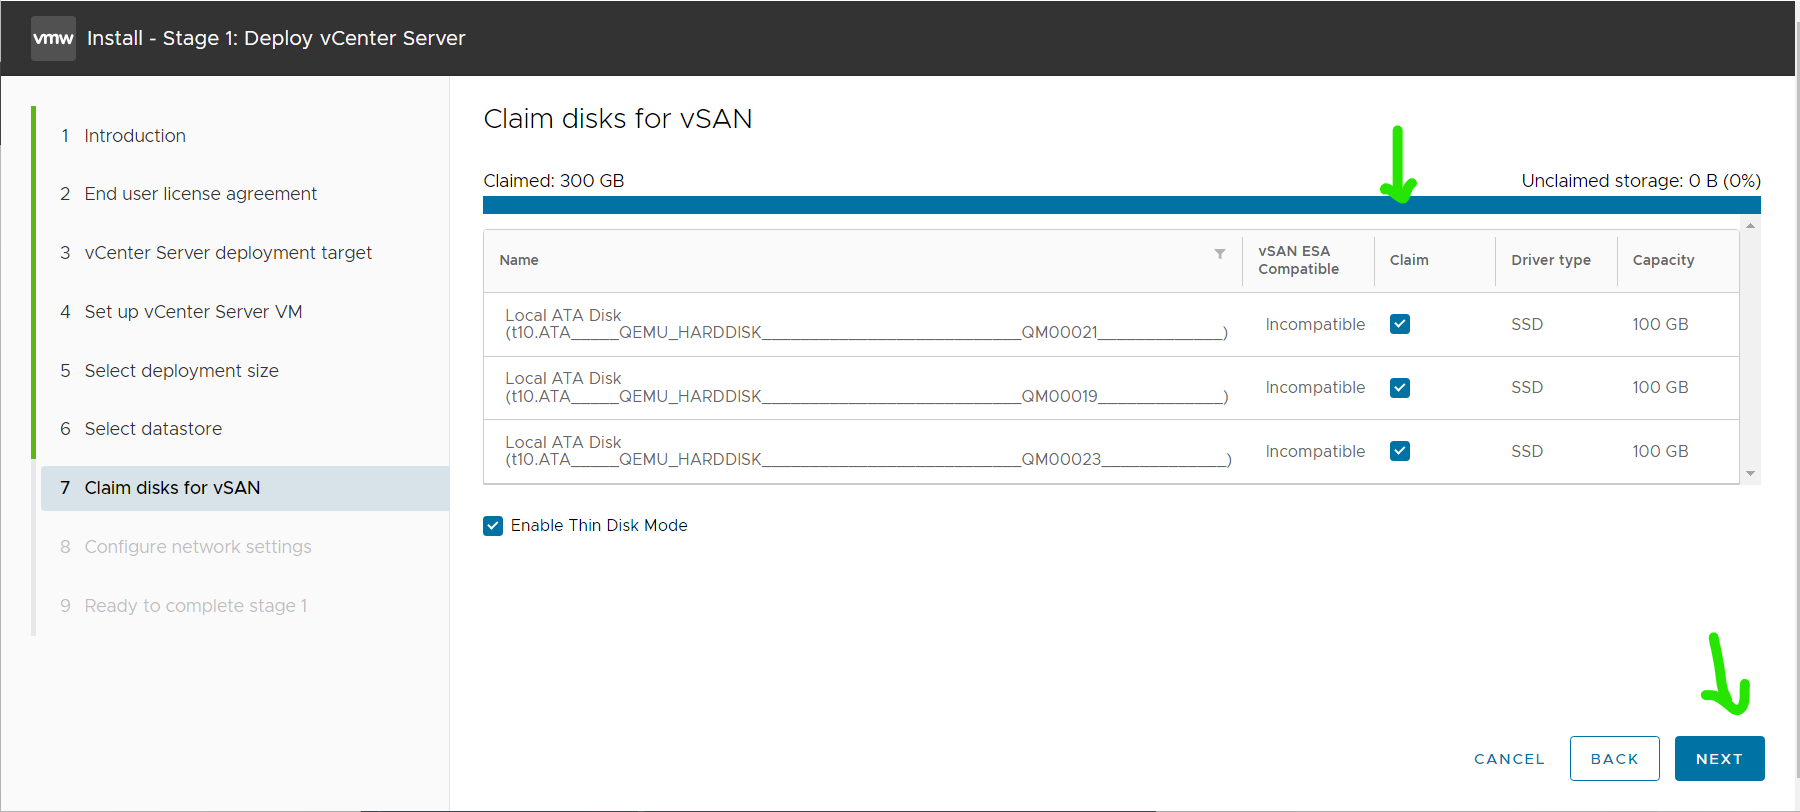 vmw Install - Stage 1: Deploy vCenter Server
1 Introduction
2 End user license agreement
3 vCenter Server deployment target
4 Set up vCenter Server VM
5 Select deployment size
6 Select datastore
7 Claim disks for vSAN
8 Configure network settings
9 Ready to complete stage 1
Claim disks for vSAN
Claimed: 300 GB Unclaimed storage: 0 B (0%)
Name vSAN ESA Compatible Claim Driver type Capacity
Local ATA Disk
(t10.ATA_____QEMU_HARDDISK___________________________QM00021_____________) Incompatible SSD 100 GB
Local ATA Disk
(t10.ATA_____QEMU_HARDDISK___________________________QM00019_____________) Incompatible SSD 100 GB
Local ATA Disk
(t10.ATA_____QEMU_HARDDISK___________________________QM00023_____________) Incompatible SSD 100 GB
Enable Thin Disk Mode
CANCEL BACK NEXT